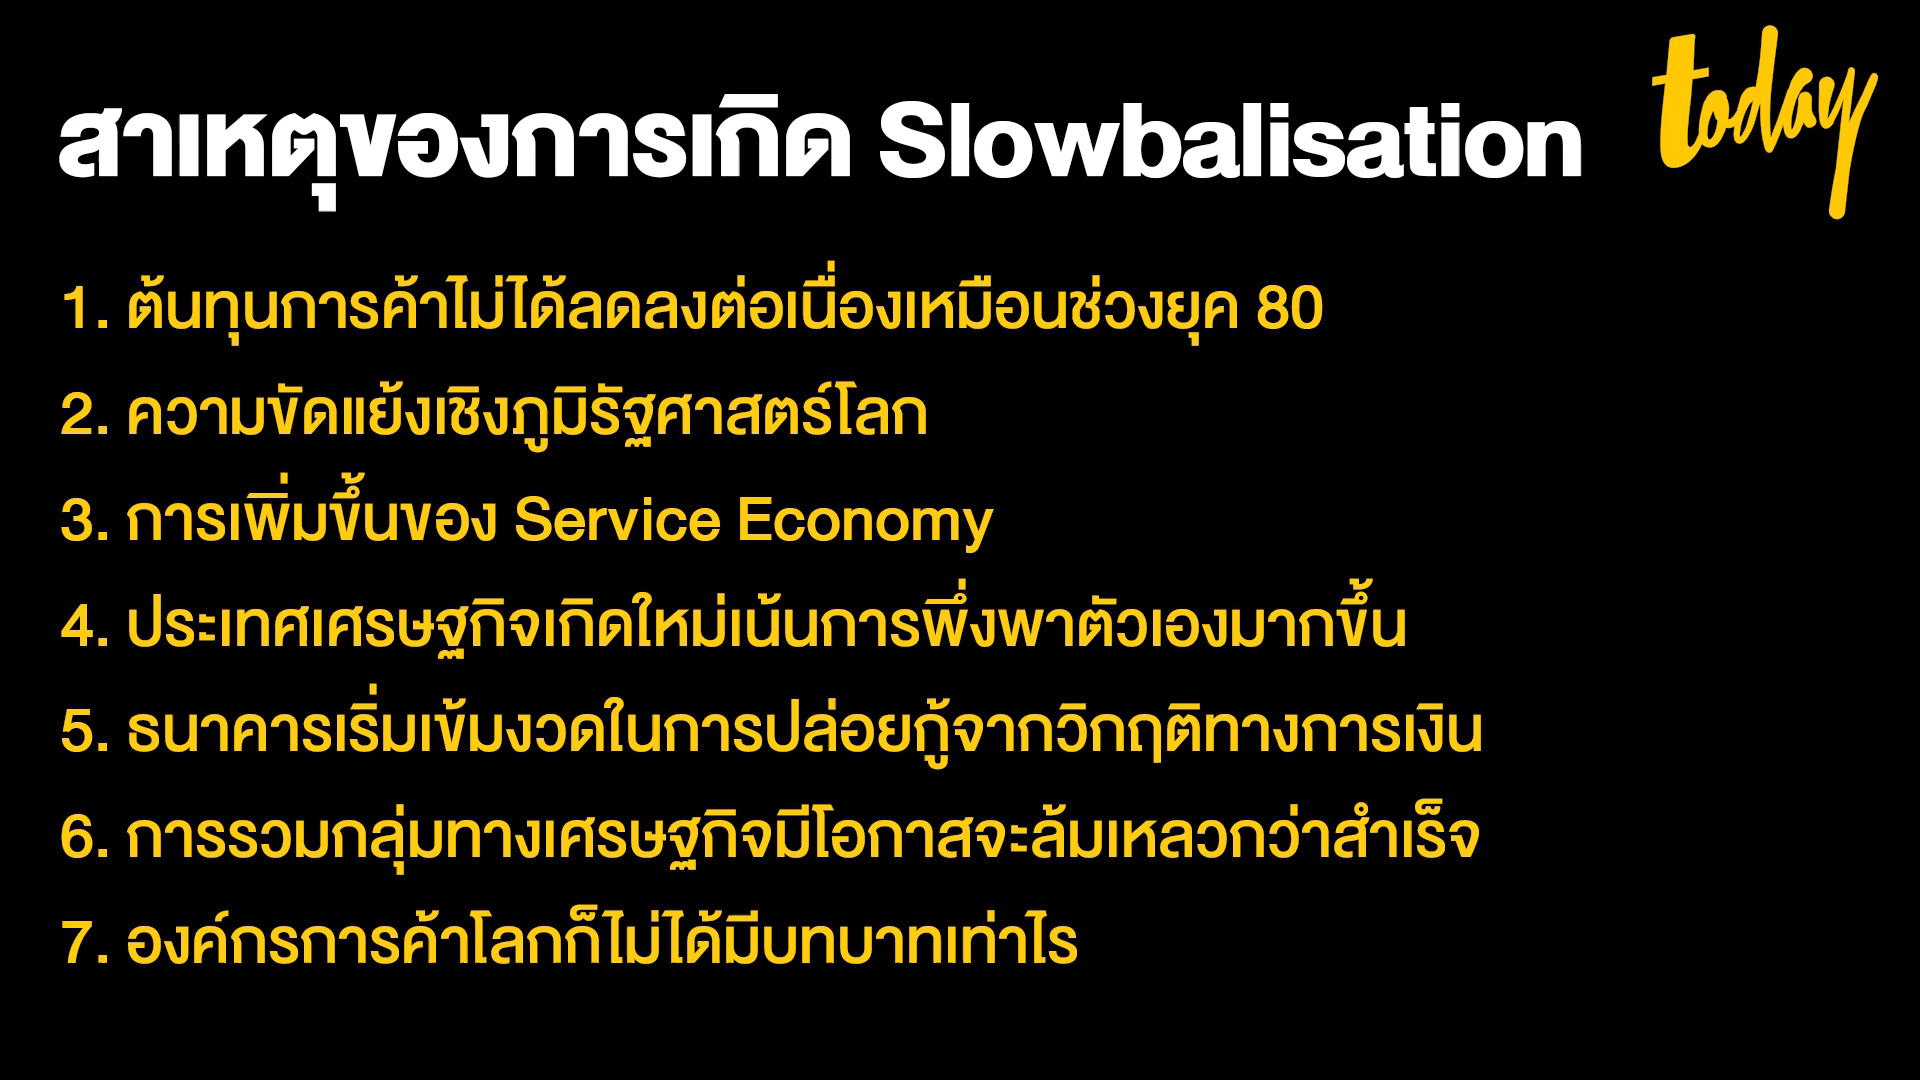 สาเหตุของการเกิด Slowbalisation
today
1. ต้นทุนการค้าไม่ได้ลดลงต่อเนื่องเหมือนช่วงยุค 80
2. ความขัดแย้งเชิงภูมิรัฐศาสตร์โลก
3. การเพิ่มขึ้นของ Service Economy
4. ประเทศเศรษฐกิจเกิดใหม่เน้นการพึ่งพาตัวเองมากขึ้น
5. ธนาคารเริ่มเข้มงวดในการปล่อยกู้จากวิกฤติทางการเงิน
6. การรวมกลุ่มทางเศรษฐกิจมีโอกาสจะล้มเหลวกว่าสำเร็จ
7. องค์กรการค้าโลกก็ไม่ได้มีบทบาทเท่าไร